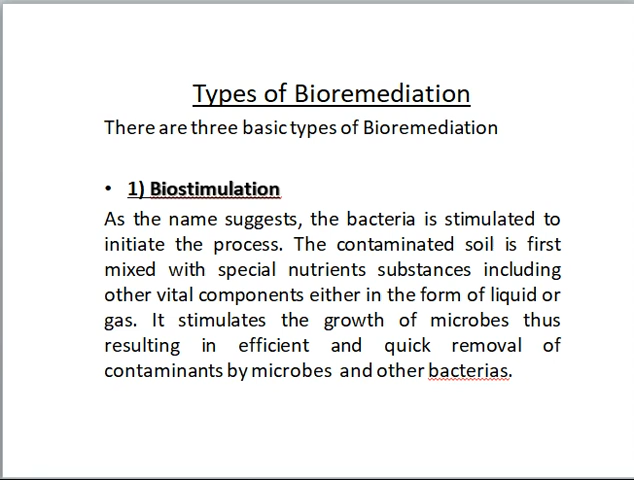 Types of Bioremediation
There are three basic types of Bioremediation
• 1) Biostimulation
As the name suggests, the bacteria is stimulated to
initiate the process. The contaminated soil is first
mixed with special nutrients substances including
other vital components either in the form of liquid or
gas. It stimulates the growth of microbes thus
resulting in efficient and quick removal of
contaminants by microbes and other bacterias.